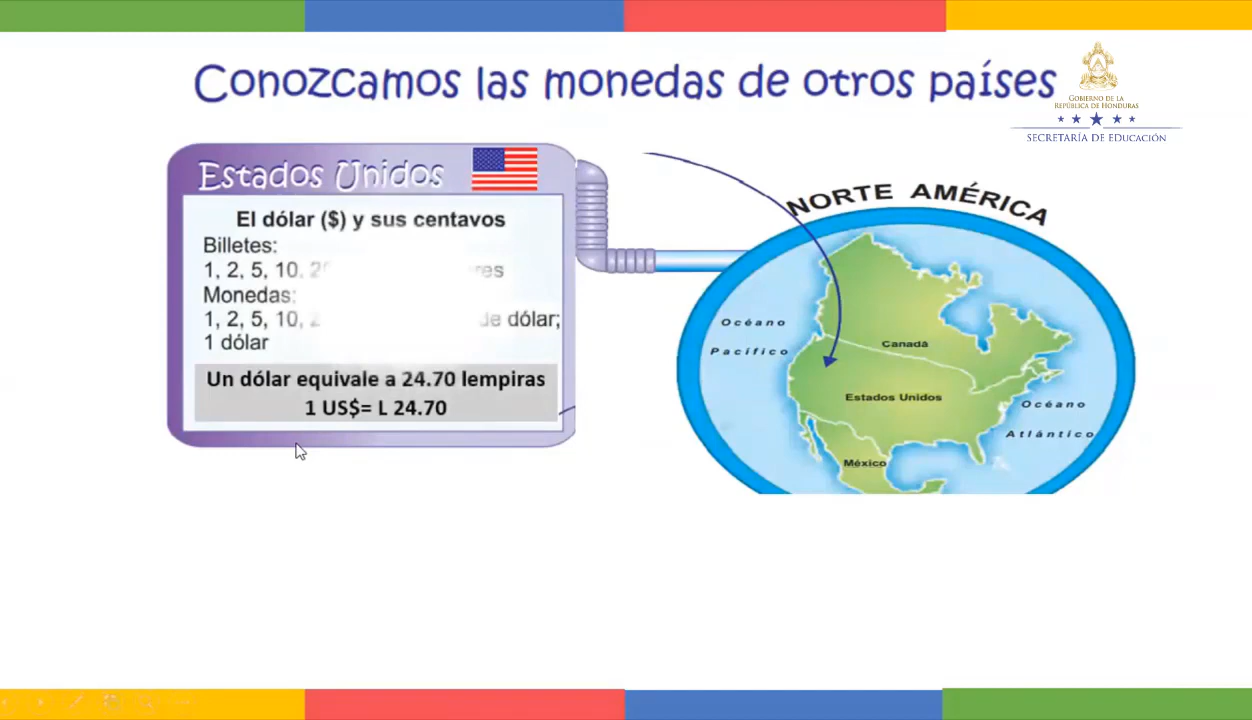 Conozcamos las monedas de otros países
GOBIERNO DE LA
REPÚBLICA DE HONDURAS
SECRETARÍA DE EDUCACIÓN
Estados Unidos
El dólar ($) y sus centavos
Billetes:
1, 2, 5, 10,
Monedas:
1, 2, 5, 10, de dólar;
1 dólar
Un dólar equivale a 24.70 lempiras
1 US$= L 24.70
NORTE AMÉRICA
Océano
Pacífico
Canadá
Estados Unidos
Océano
Atlántico
México